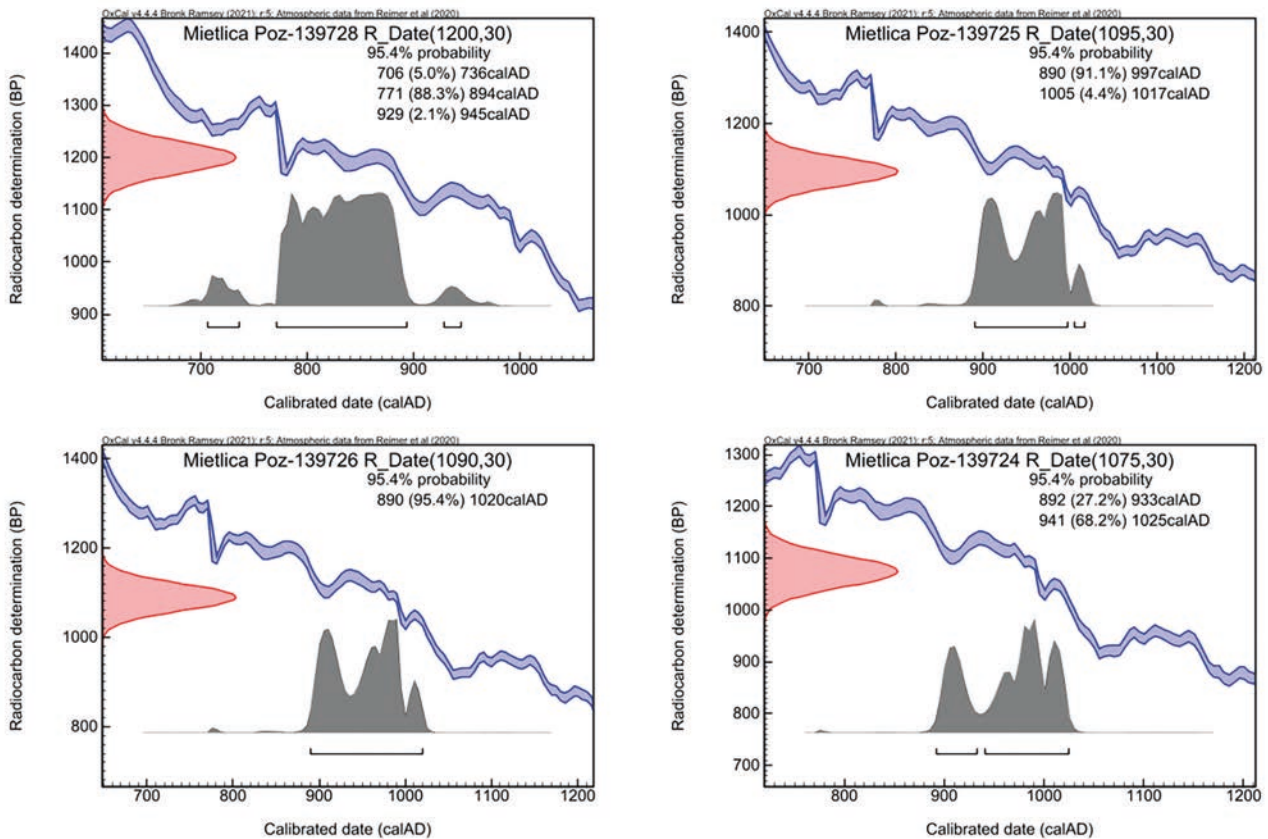 OxCal v4.4.4 Bronk Ramsey (2021); r:5; Atmospheric data from Reimer et al (2020)
Mietlica Poz-139728 R_Date(1200,30)
95.4% probability
706 (5.0%) 736calAD
771 (88.3%) 894calAD
929 (2.1%) 945calAD
Radiocarbon determination (BP)
1400
1300
1200
1100
1000
900
700 800 900 1000
Calibrated date (calAD)
OxCal v4.4.4 Bronk Ramsey (2021); r:5; Atmospheric data from Reimer et al (2020)
Mietlica Poz-139725 R_Date(1095,30)
95.4% probability
890 (91.1%) 997calAD
1005 (4.4%) 1017calAD
Radiocarbon determination (BP)
1400
1200
1000
800
700 800 900 1000 1100 1200
Calibrated date (calAD)
OxCal v4.4.4 Bronk Ramsey (2021); r:5; Atmospheric data from Reimer et al (2020)
Mietlica Poz-139726 R_Date(1090,30)
95.4% probability
890 (95.4%) 1020calAD
Radiocarbon determination (BP)
1400
1200
1000
800
700 800 900 1000 1100 1200
Calibrated date (calAD)
OxCal v4.4.4 Bronk Ramsey (2021); r:5; Atmospheric data from Reimer et al (2020)
Mietlica Poz-139724 R_Date(1075,30)
95.4% probability
892 (27.2%) 933calAD
941 (68.2%) 1025calAD
Radiocarbon determination (BP)
1300
1200
1100
1000
900
800
700
800 900 1000 1100 1200
Calibrated date (calAD)